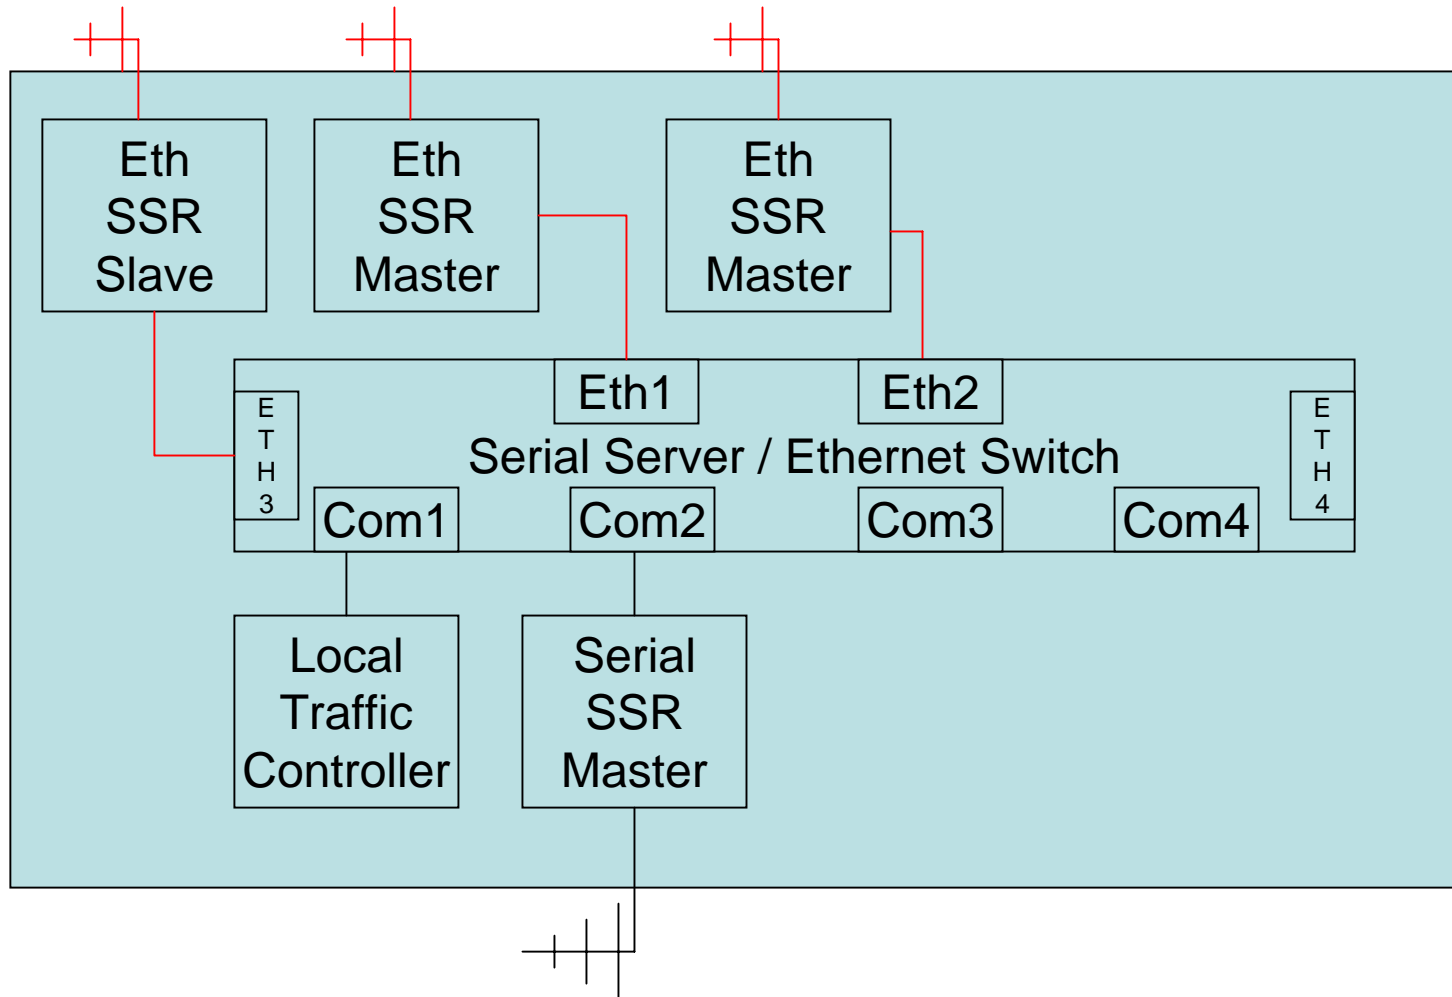 Eth
SSR
Slave
Eth
SSR
Master
Eth
SSR
Master
Eth1
Eth2
E
T
H
3
E
T
H
4
Serial Server / Ethernet Switch
Com1
Com2
Com3
Com4
Local
Traffic
Controller
Serial
SSR
Master